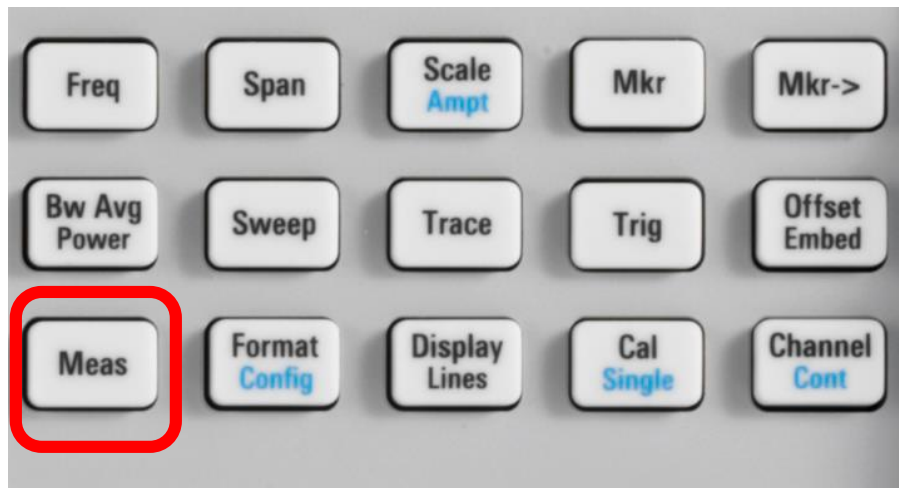 Freq
Span
Scale
Ampt
Mkr
Mkr->
Bw Avg
Power
Sweep
Trace
Trig
Offset
Embed
Meas
Format
Config
Display
Lines
Cal
Single
Channel
Cont